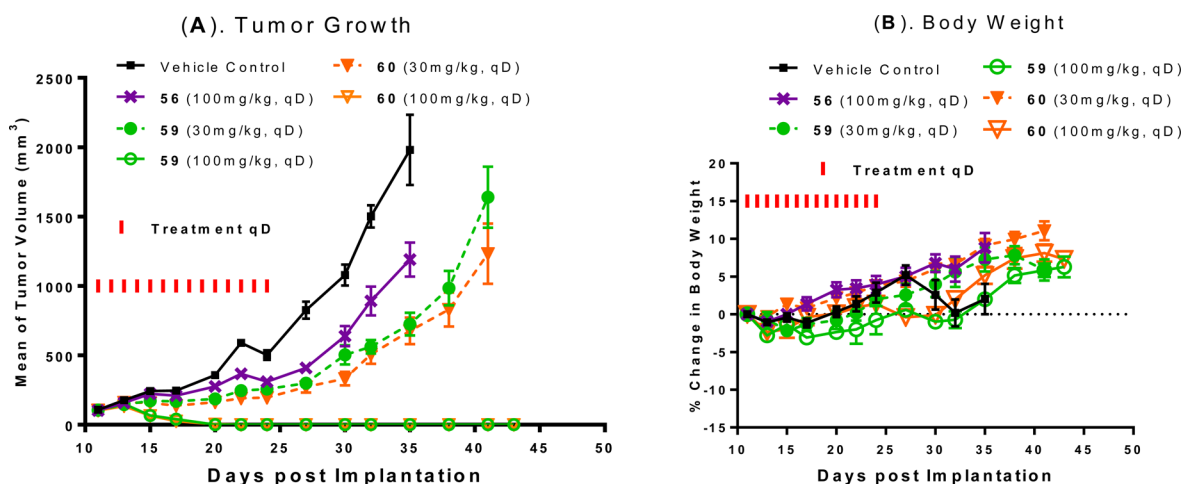 (A). Tumor Growth
Vehicle Control
56 (100mg/kg, qD)
59 (30mg/kg, qD)
59 (100mg/kg, qD)
60 (30mg/kg, qD)
60 (100mg/kg, qD)
Treatment qD
Mean of Tumor Volume (mm³)
2500
2000
1500
1000
500
0
10 15 20 25 30 35 40 45
Days post Implantation
(B). Body Weight
Vehicle Control
56 (100mg/kg, qD)
59 (30mg/kg, qD)
59 (100mg/kg, qD)
60 (30mg/kg, qD)
60 (100mg/kg, qD)
Treatment qD
% Change in Body Weight
20
15
10
5
0
-5
-10
-15
10 15 20 25 30 35 40 45 50
Days post Implantation